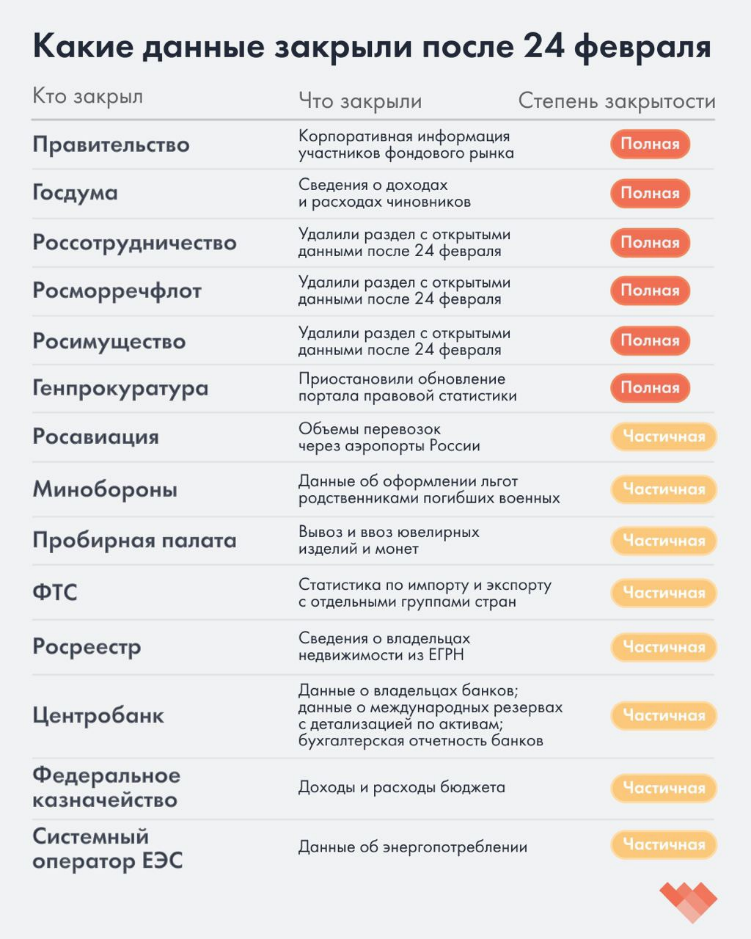 Какие данные закрыли после 24 февраля
Кто закрыл
Что закрыли
Степень закрытости
Правительство
Корпоративная информация
участников фондового рынка
Полная
Госдума
Сведения о доходах
и расходах чиновников
Полная
Россотрудничество
Удалили раздел с открытыми
данными после 24 февраля
Полная
Росморречфлот
Удалили раздел с открытыми
данными после 24 февраля
Полная
Росимущество
Удалили раздел с открытыми
данными после 24 февраля
Полная
Генпрокуратура
Приостановили обновление
портала правовой статистики
Полная
Росавиация
Объемы перевозок
через аэропорты России
Частичная
Минобороны
Данные об оформлении льгот
родственниками погибших военных
Частичная
Пробирная палата
Вывоз и ввоз ювелирных
изделий и монет
Частичная
ФТС
Статистика по импорту и экспорту
с отдельными группами стран
Частичная
Росреестр
Сведения о владельцах
недвижимости из ЕГРН
Частичная
Центробанк
Данные о владельцах банков;
данные о международных резервах
с детализацией по активам;
бухгалтерская отчетность банков
Частичная
Федеральное
казначейство
Доходы и расходы бюджета
Частичная
Системный
оператор ЕЭС
Данные об энергопотреблении
Частичная